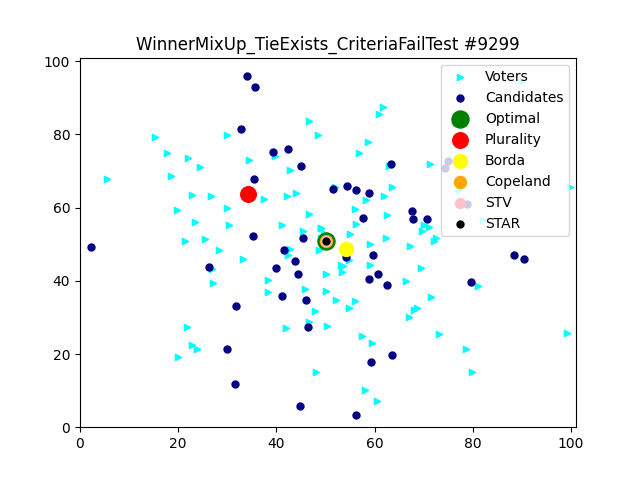 WinnerMixUp_TieExists_CriteriaFailTest #9299
100
80
60
40
20
0
0 20 40 60 80 100
Voters
Candidates
Optimal
Plurality
Borda
Copeland
STV
STAR